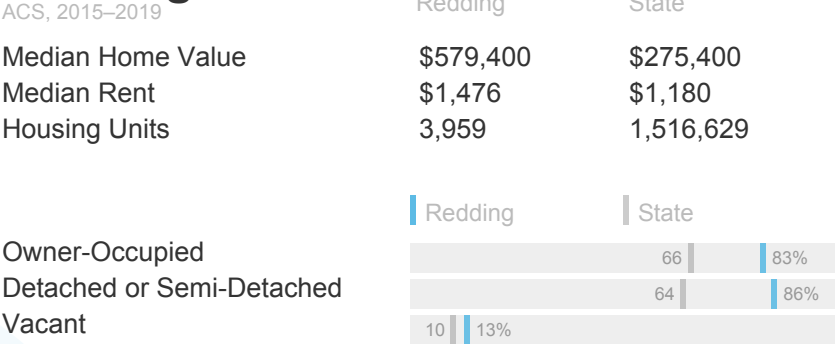 ACS, 2015–2019 Redding State
Median Home Value $579,400 $275,400
Median Rent $1,476 $1,180
Housing Units 3,959 1,516,629
Redding State
Owner-Occupied 66 83%
Detached or Semi-Detached 64 86%
Vacant 10 13%